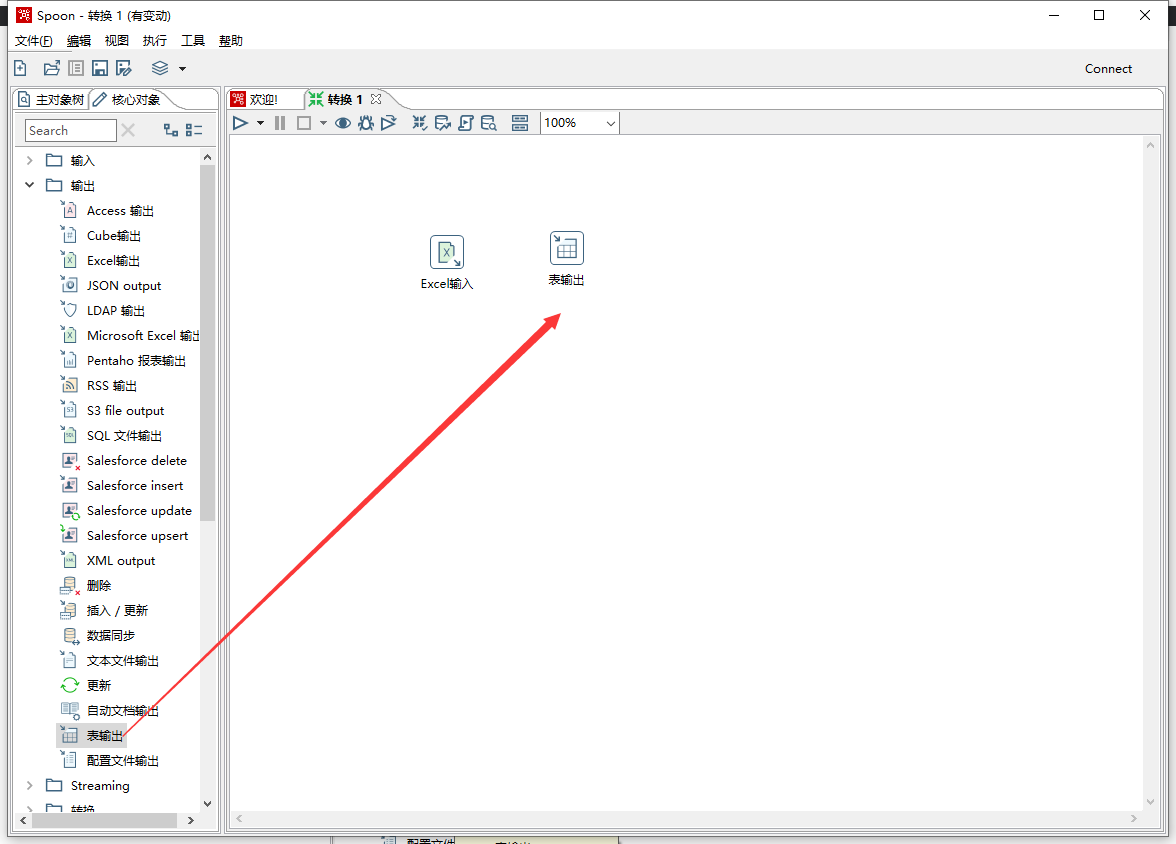 Spoon - 转换 1 (有变动)
文件(F) 编辑 视图 执行 工具 帮助
Connect
主对象树 核心对象 欢迎! 转换 1
Search
100%
输入
输出
Access 输出
Cube输出
Excel输出
JSON output
LDAP 输出
Microsoft Excel 输出
Pentaho 报表输出
RSS 输出
S3 file output
SQL 文件输出
Salesforce delete
Salesforce insert
Salesforce update
Salesforce upsert
XML output
删除
插入 / 更新
数据同步
文本文件输出
更新
自动文档输出
表输出
配置文件输出
Streaming
转换
Excel输入
表输出